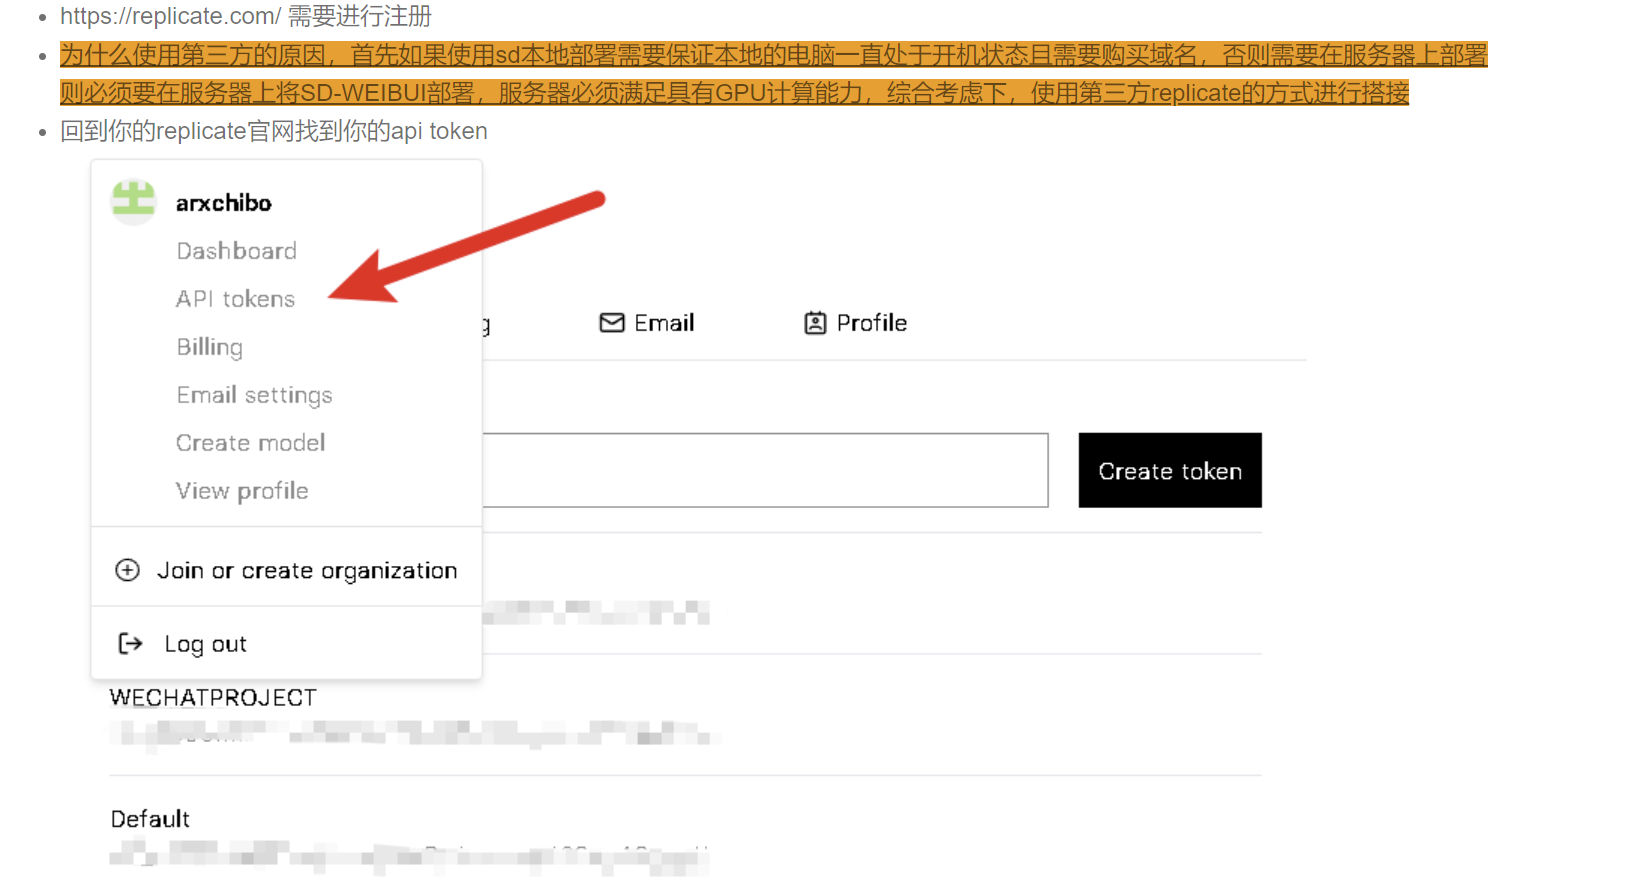 https://replicate.com/ 需要进行注册
为什么使用第三方的原因，首先如果使用sd本地部署需要保证本地的电脑一直处于开机状态且需要购买域名，否则需要在服务器上部署
则必须要在服务器上将SD-WEIBUI部署，服务器必须满足具有GPU计算能力，综合考虑下，使用第三方replicate的方式进行搭接
回到你的replicate官网找到你的api token
arxchibo
Dashboard
API tokens
Email
Profile
Billing
Email settings
Create model
Create token
View profile
Join or create organization
Log out
WECHATPROJECT
Default